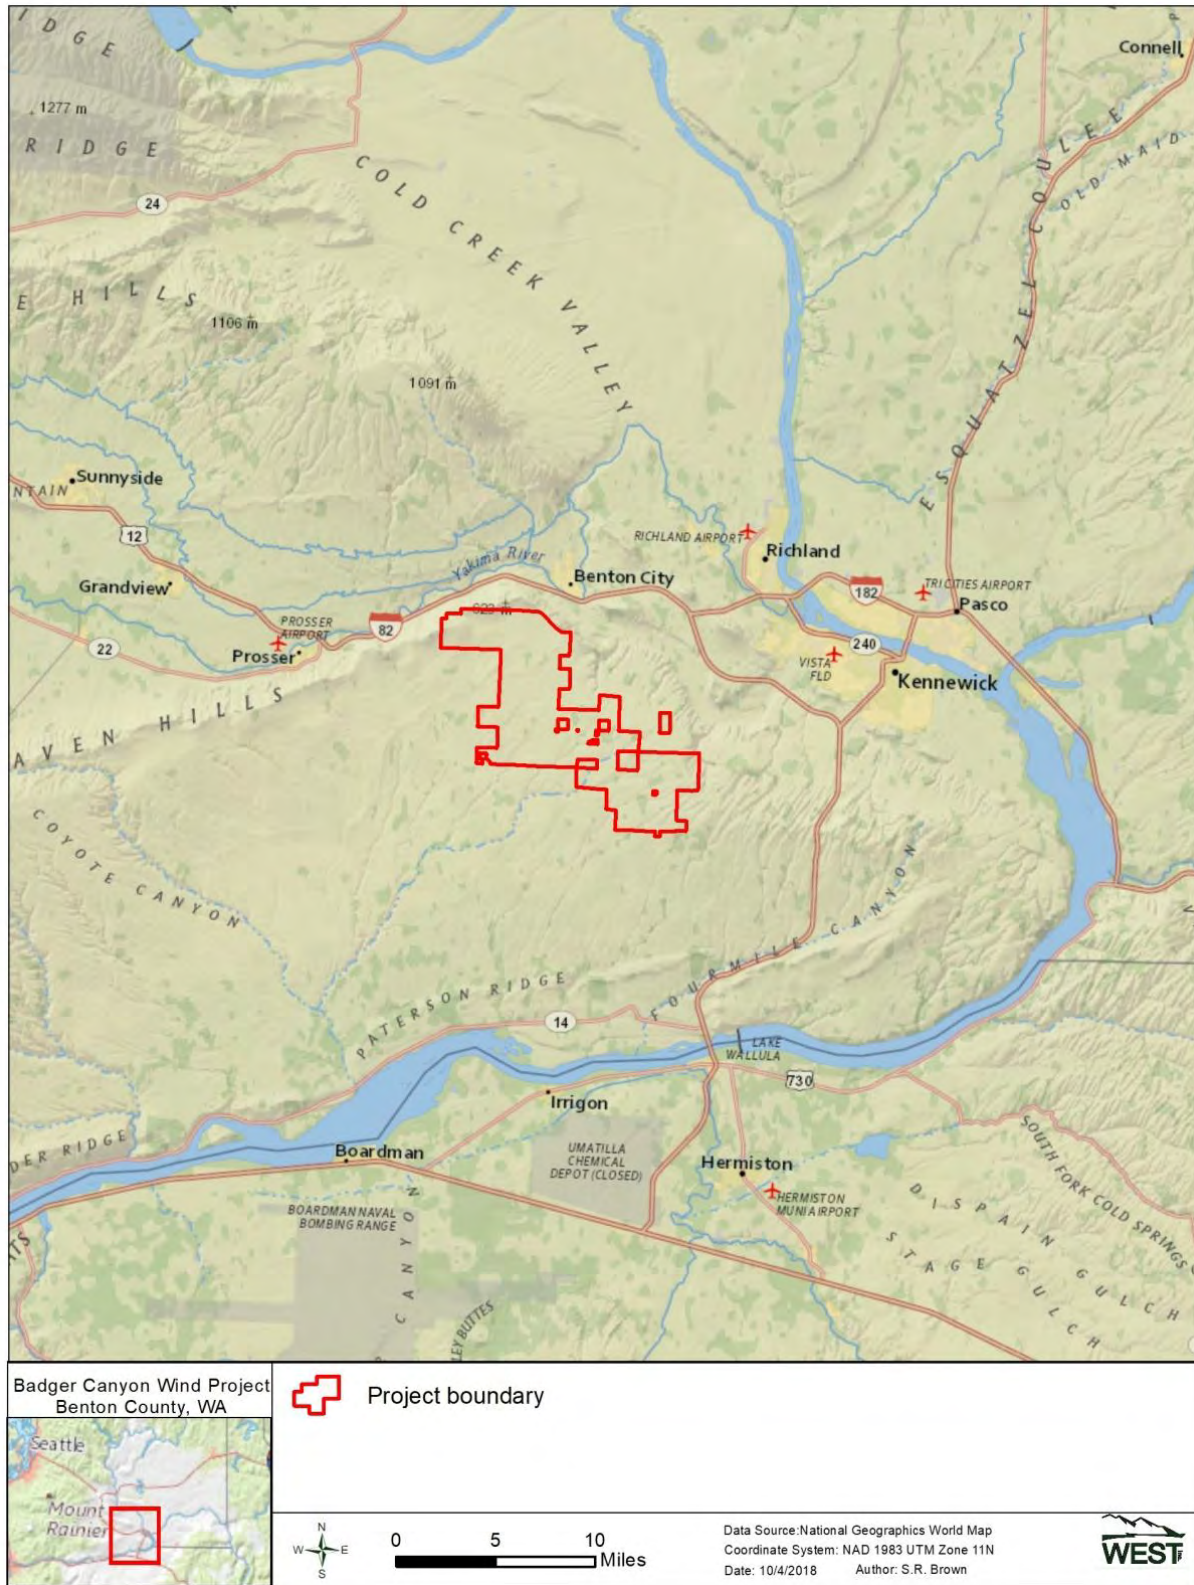 IDGE
Connell
1277 m
RIDGE
COLD CREEK VALLEY
ESQUATZEL COULEE
OLD MAID
24
E HILLS
1106 m
1091 m
Sunnyside
NTAIN
12
RICHLAND AIRPORT
Richland
Yakima River
Benton City
Grandview
182
TRI CITIES AIRPORT
Pasco
PROSSER
AIRPORT
82
22
Prosser
240
VISTA
FLD
Kennewick
AVEN HILLS
COYOTE CANYON
FOURMILE CANYON
PATERSON RIDGE
14
LAKE
WALLULA
730
Irrigon
DER RIDGE
Boardman
UMATILLA
CHEMICAL
DEPOT (CLOSED)
Hermiston
SOUTH FORK COLD SPRINGS
HERMISTON
MUNI AIRPORT
DISPAIN GULCH
STAGE GULCH
BOARDMAN NAVAL
BOMBING RANGE
CANYON
LEY BUTTES
Badger Canyon Wind Project
Benton County, WA
Project boundary
Seattle
Mount
Rainier
N
W E
S
0 5 10
Miles
Data Source:National Geographics World Map
Coordinate System: NAD 1983 UTM Zone 11N
Date: 10/4/2018 Author: S.R. Brown
WEST